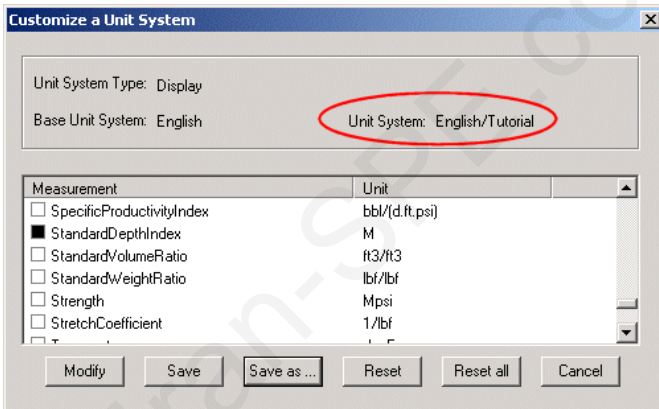 Customize a Unit System
Unit System Type: Display
Base Unit System: English Unit System: English/Tutorial
Measurement Unit
SpecificProductivityIndex bbl/(d.ft.psi)
StandardDepthIndex M
StandardVolumeRatio ft3/ft3
StandardWeightRatio lbf/lbf
Strength Mpsi
StretchCoefficient 1/lbf
Modify Save Save as ... Reset Reset all Cancel